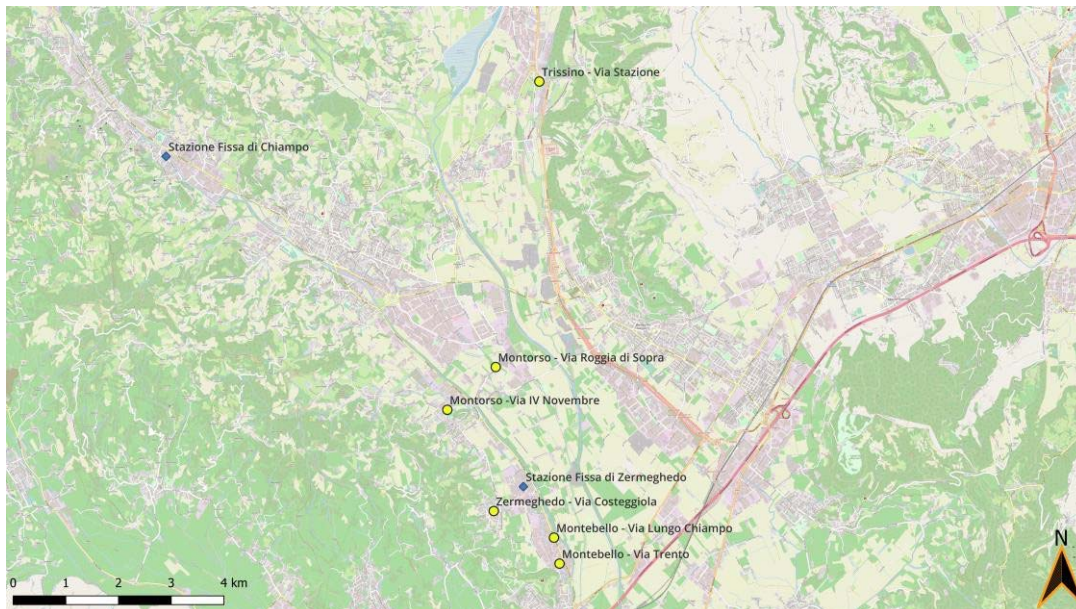 Trissino - Via Stazione
Stazione Fissa di Chiampo
Montorso - Via Roggia di Sopra
Montorso -Via IV Novembre
Stazione Fissa di Zermeghedo
Zermeghedo - Via Costeggiola
Montebello - Via Lungo Chiampo
Montebello - Via Trento
N
0 1 2 3 4 km